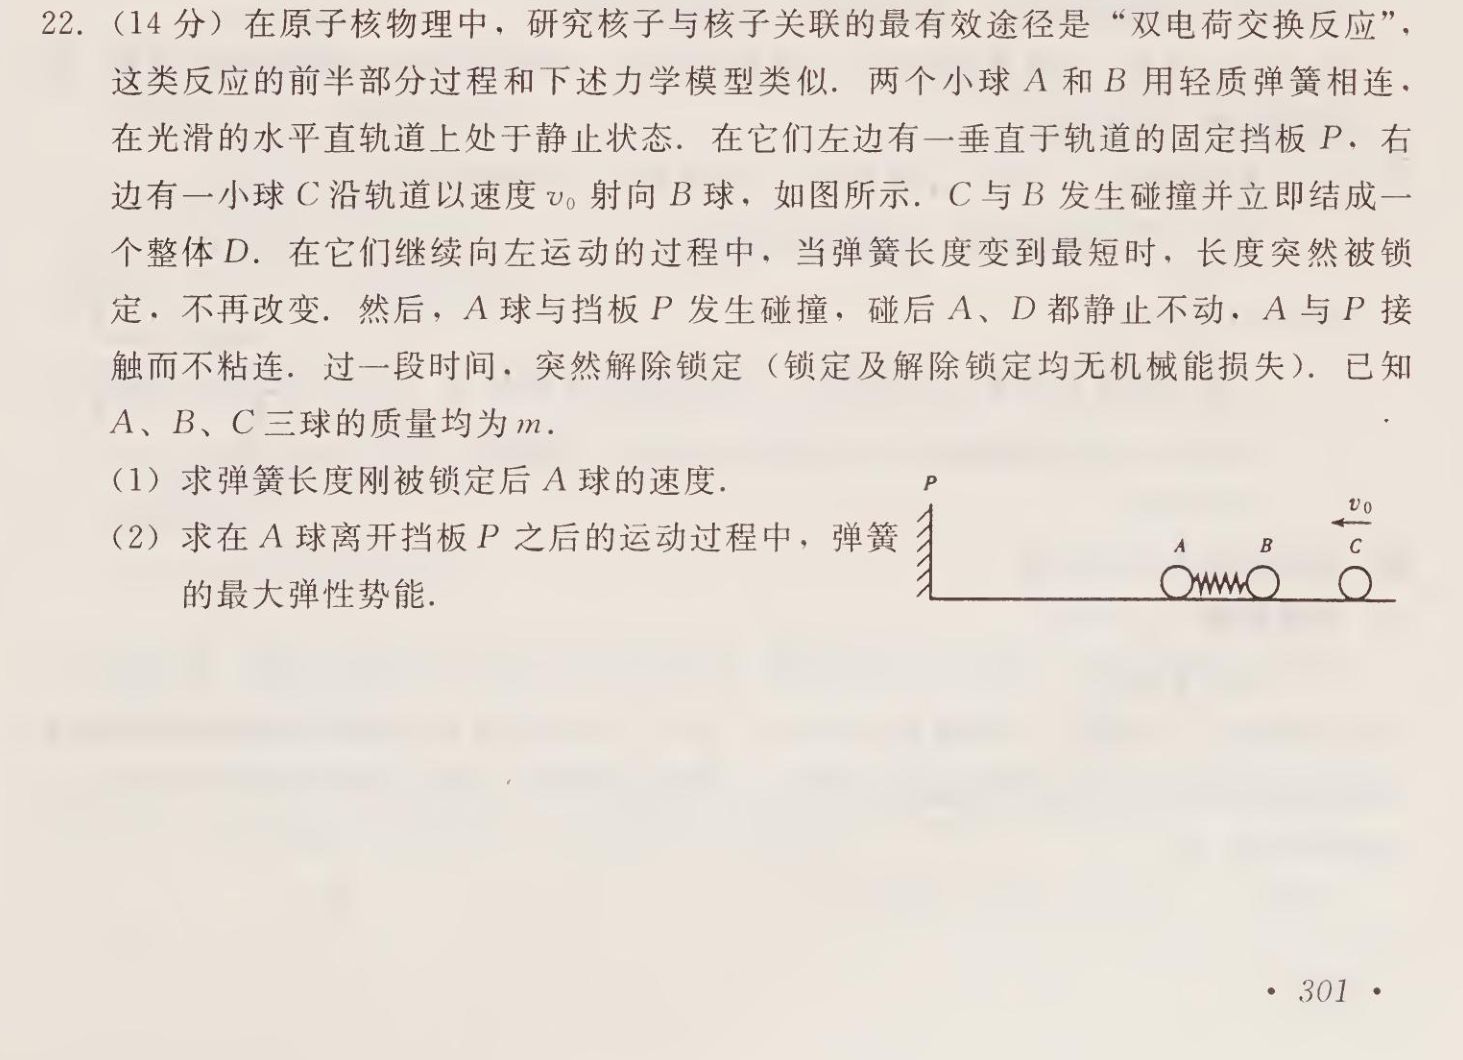 22. (14 分) 在原子核物理中，研究核子与核子关联的最有效途径是“双电荷交换反应”，
这类反应的前半部分过程和下述力学模型类似. 两个小球 A 和 B 用轻质弹簧相连，
在光滑的水平直轨道上处于静止状态. 在它们左边有一垂直于轨道的固定挡板 P，右
边有一小球 C 沿轨道以速度 v₀ 射向 B 球，如图所示. C 与 B 发生碰撞并立即结成一
个整体 D. 在它们继续向左运动的过程中，当弹簧长度变到最短时，长度突然被锁
定，不再改变. 然后，A 球与挡板 P 发生碰撞，碰后 A、D 都静止不动，A 与 P 接
触而不粘连. 过一段时间，突然解除锁定（锁定及解除锁定均无机械能损失）. 已知
A、B、C 三球的质量均为 m.
(1) 求弹簧长度刚被锁定后 A 球的速度.
(2) 求在 A 球离开挡板 P 之后的运动过程中，弹簧
的最大弹性势能.
P
v₀
A B C
· 301 ·